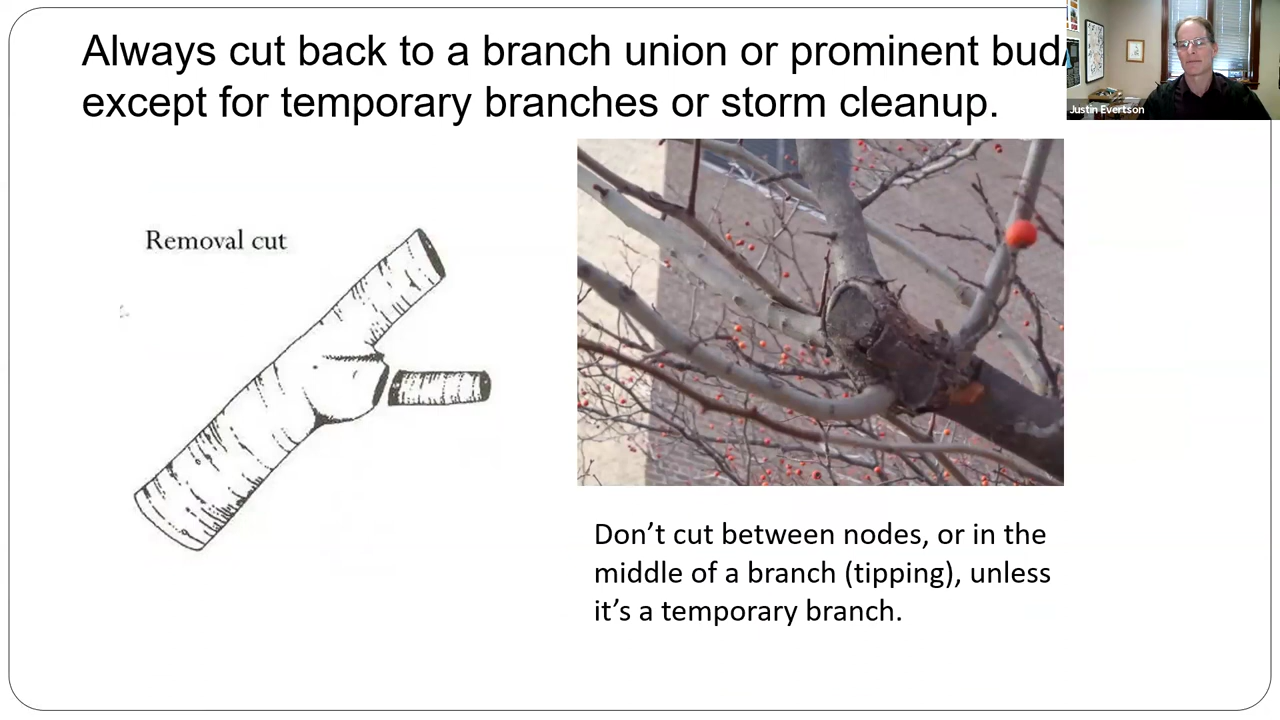 Always cut back to a branch union or prominent bud,
except for temporary branches or storm cleanup.
Justin Evertson
Removal cut
Don’t cut between nodes, or in the
middle of a branch (tipping), unless
it’s a temporary branch.